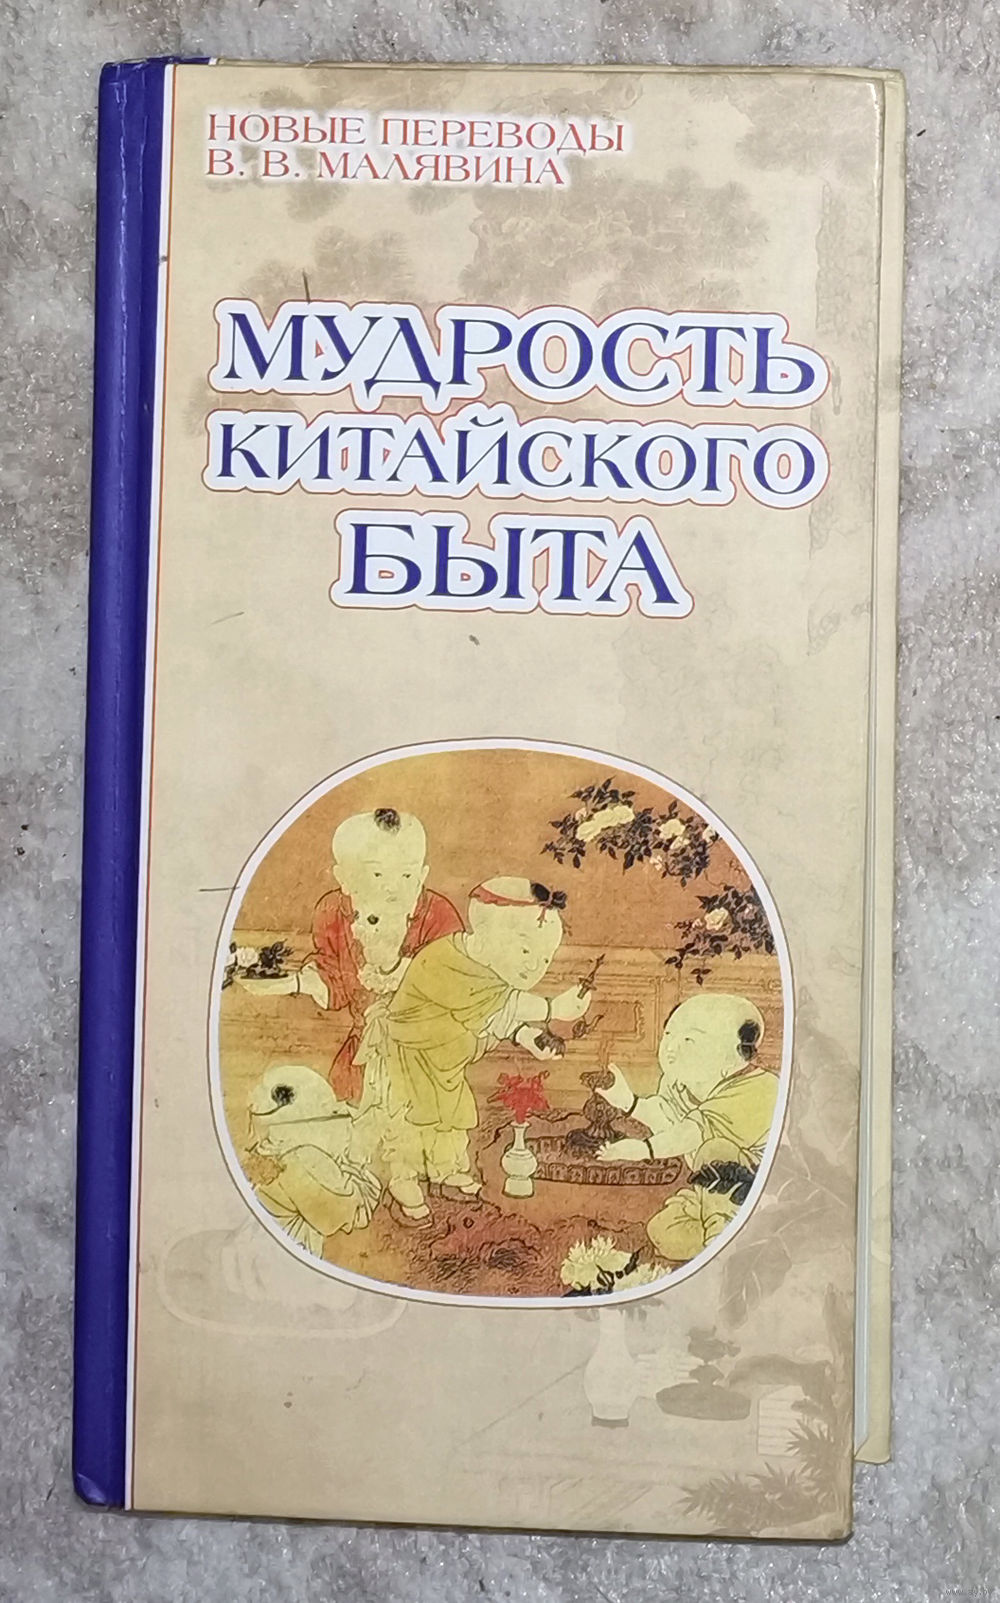 НОВЫЕ ПЕРЕВОДЫ
В. В. МАЛЯВИНА
МУДРОСТЬ
КИТАЙСКОГО
БЫТА